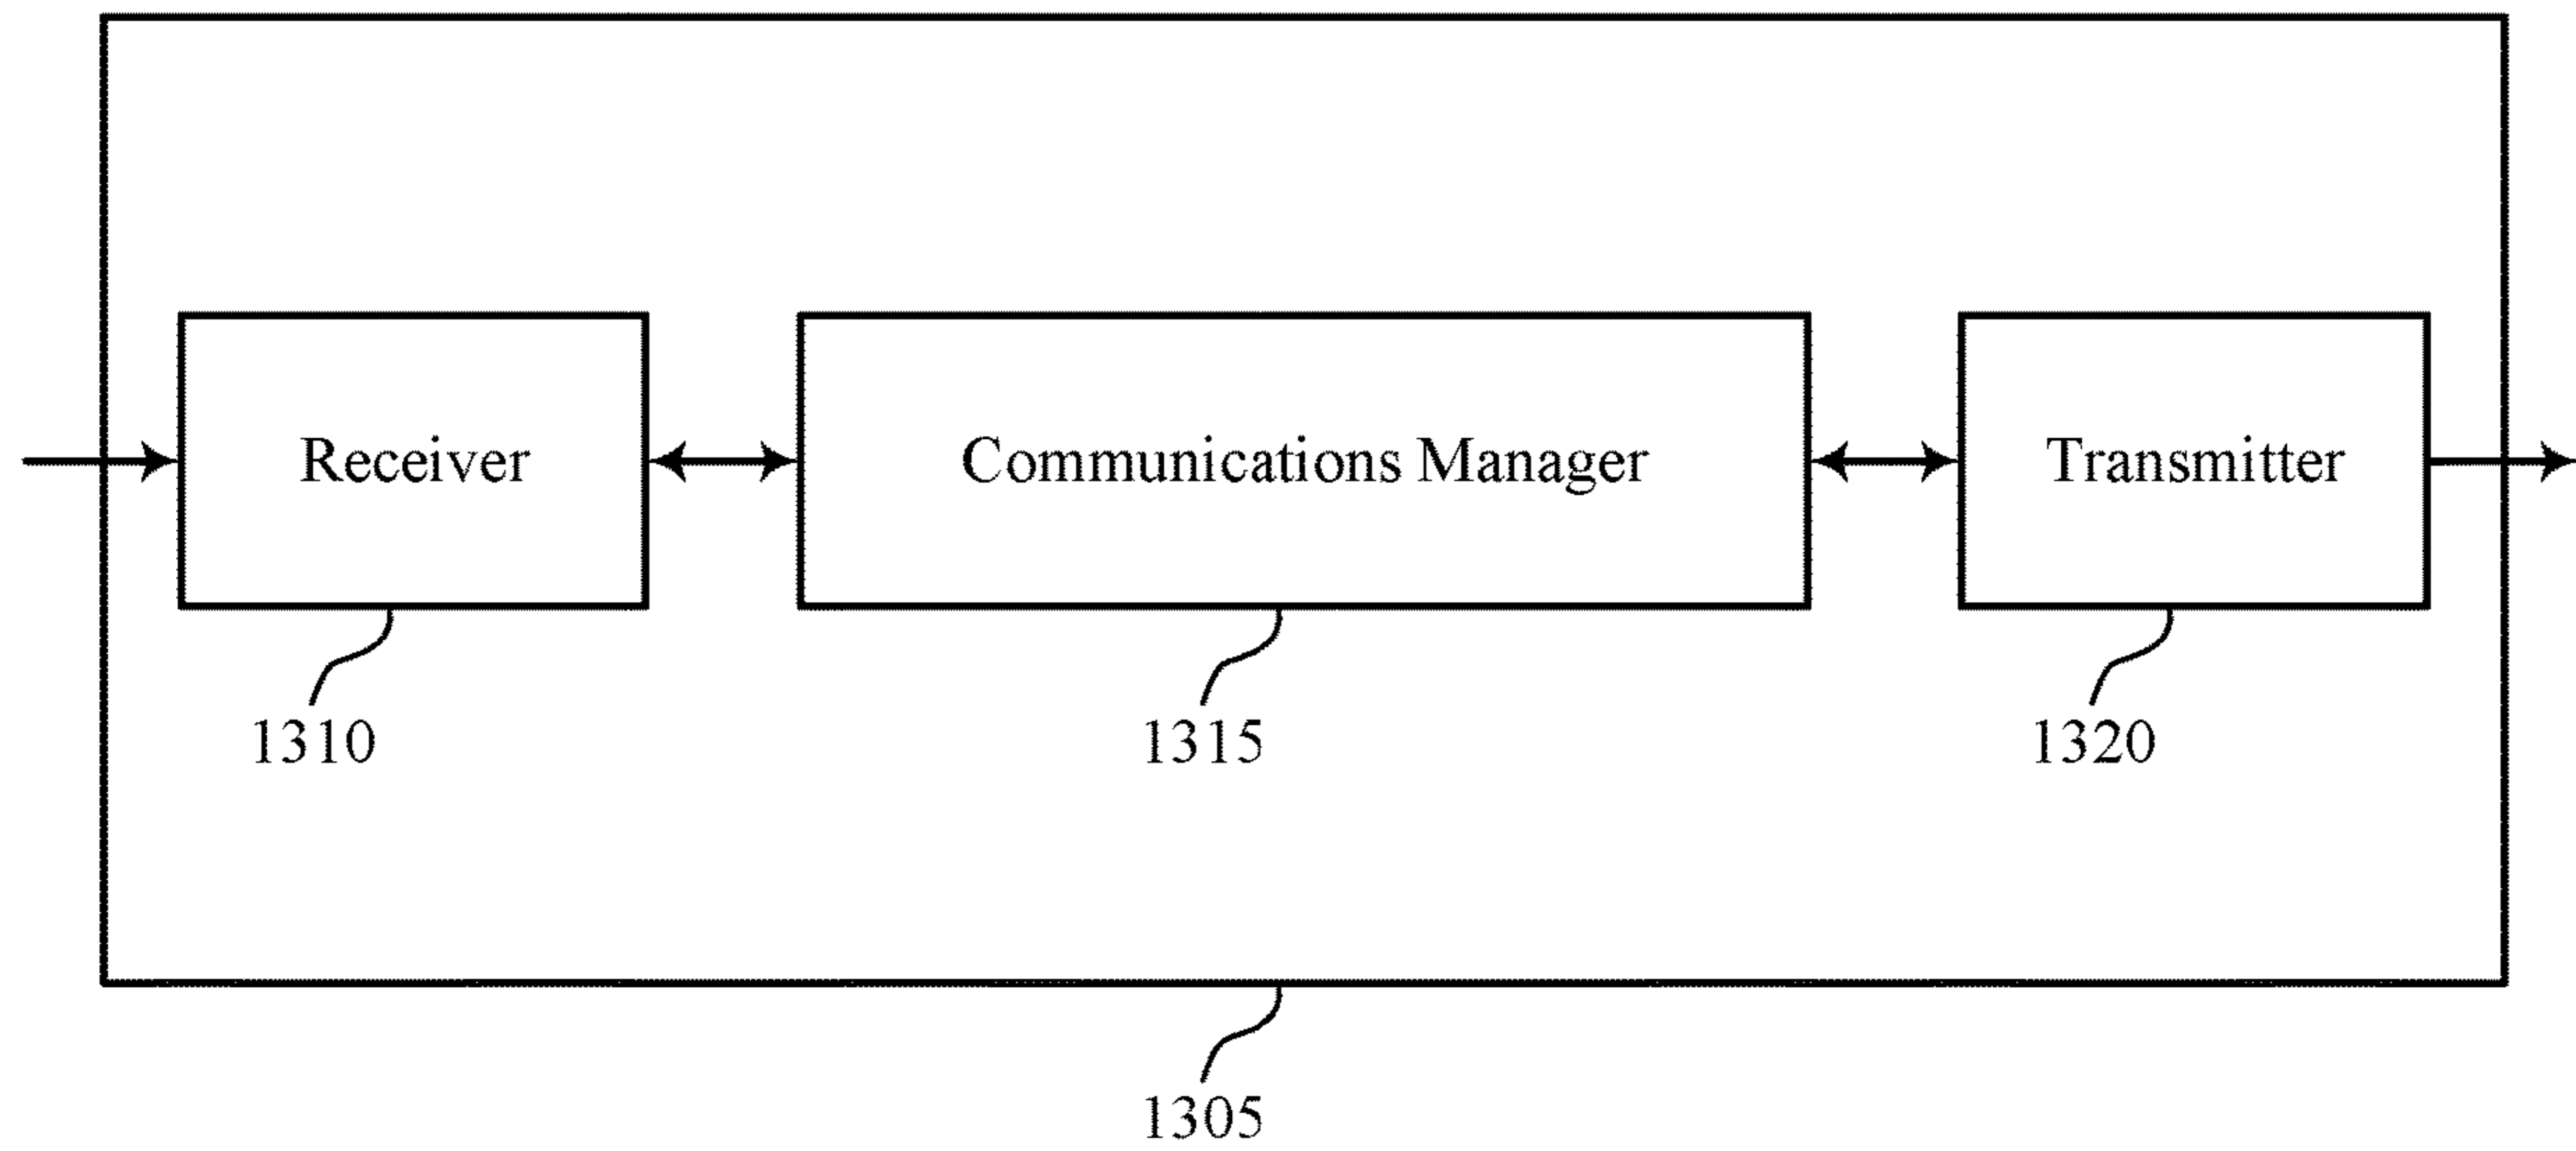 Receiver
Communications Manager
Transmitter
1310
1315
1320
1305